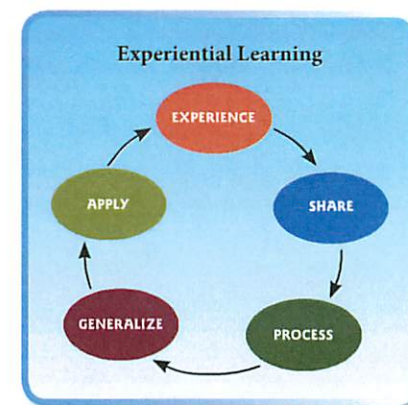 Experiential Learning
EXPERIENCE
SHARE
PROCESS
GENERALIZE
APPLY